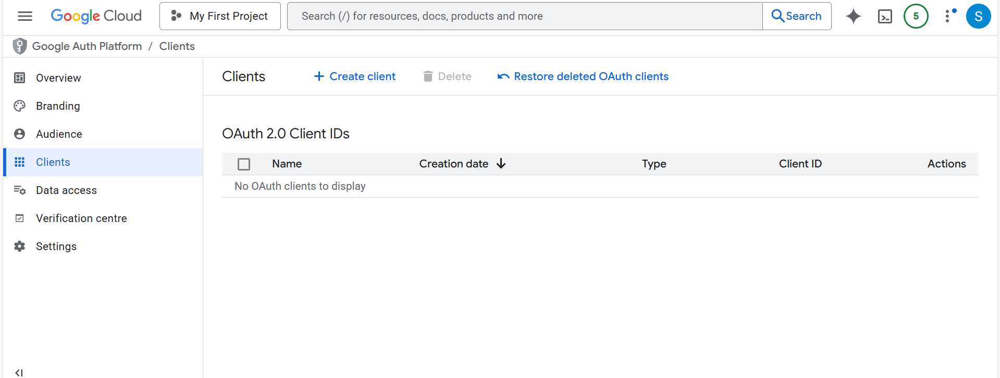 Google Cloud
My First Project
Search (/) for resources, docs, products and more
Search
5
S
Google Auth Platform / Clients
Overview
Branding
Audience
Clients
Data access
Verification centre
Settings
Clients
Create client
Delete
Restore deleted OAuth clients
OAuth 2.0 Client IDs
Name Creation date Type Client ID Actions
No OAuth clients to display